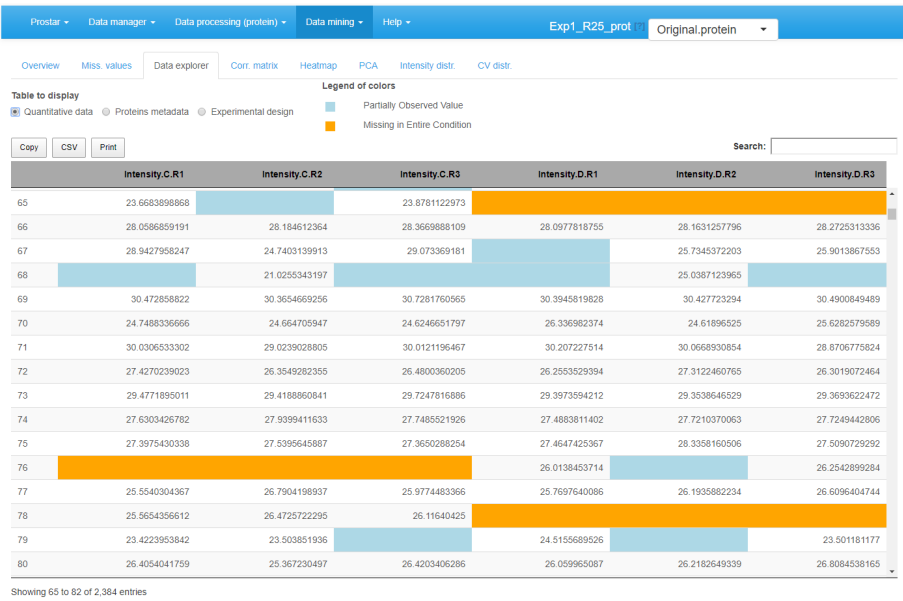 Prostar Data manager Data processing (protein) Data mining Help Exp1_R25_prot [?] Original.protein
Overview Miss. values Data explorer Corr. matrix Heatmap PCA Intensity distr. CV distr.
Table to display Legend of colors
Quantitative data Proteins metadata Experimental design Partially Observed Value
Missing in Entire Condition
Copy CSV Print Search:
Intensity.C.R1 Intensity.C.R2 Intensity.C.R3 Intensity.D.R1 Intensity.D.R2 Intensity.D.R3
65 23.6683898868 23.8781122973
66 28.0586859191 28.184612364 28.3669888109 28.0977818755 28.1631257796 28.2725313336
67 28.9427958247 24.7403139913 29.073369181 25.7345372203 25.9013867553
68 21.0255343197 25.0387123965
69 30.472858822 30.3654669256 30.7281760565 30.3945819828 30.427723294 30.4900849489
70 24.7488336666 24.664705947 24.6246651797 26.336982374 24.61896525 25.6282579589
71 30.0306533302 29.0239028805 30.0121196467 30.207227514 30.0668930854 28.8706775824
72 27.4270239023 26.3549282355 26.4800360205 26.2553529394 27.3122460765 26.3019072464
73 29.4771895011 29.4188860841 29.7247816886 29.3973594212 29.3538646529 29.3693622472
74 27.6303426782 27.9399411633 27.7485521926 27.4883811402 27.7210370063 27.7249442806
75 27.3975430338 27.5395645887 27.3650288254 27.4647425367 28.3358160506 27.5090729292
76 26.0138453714 26.2542899284
77 25.5540304367 26.7904198937 25.9774483366 25.7697640086 26.1935882234 26.6096404744
78 25.5654356612 26.4725722295 26.11640425
79 23.4223953842 23.503851936 24.5155689526 23.501181177
80 26.4054041759 25.367230497 26.4203406286 26.059965087 26.2182649339 26.8084538165
Showing 65 to 82 of 2,384 entries